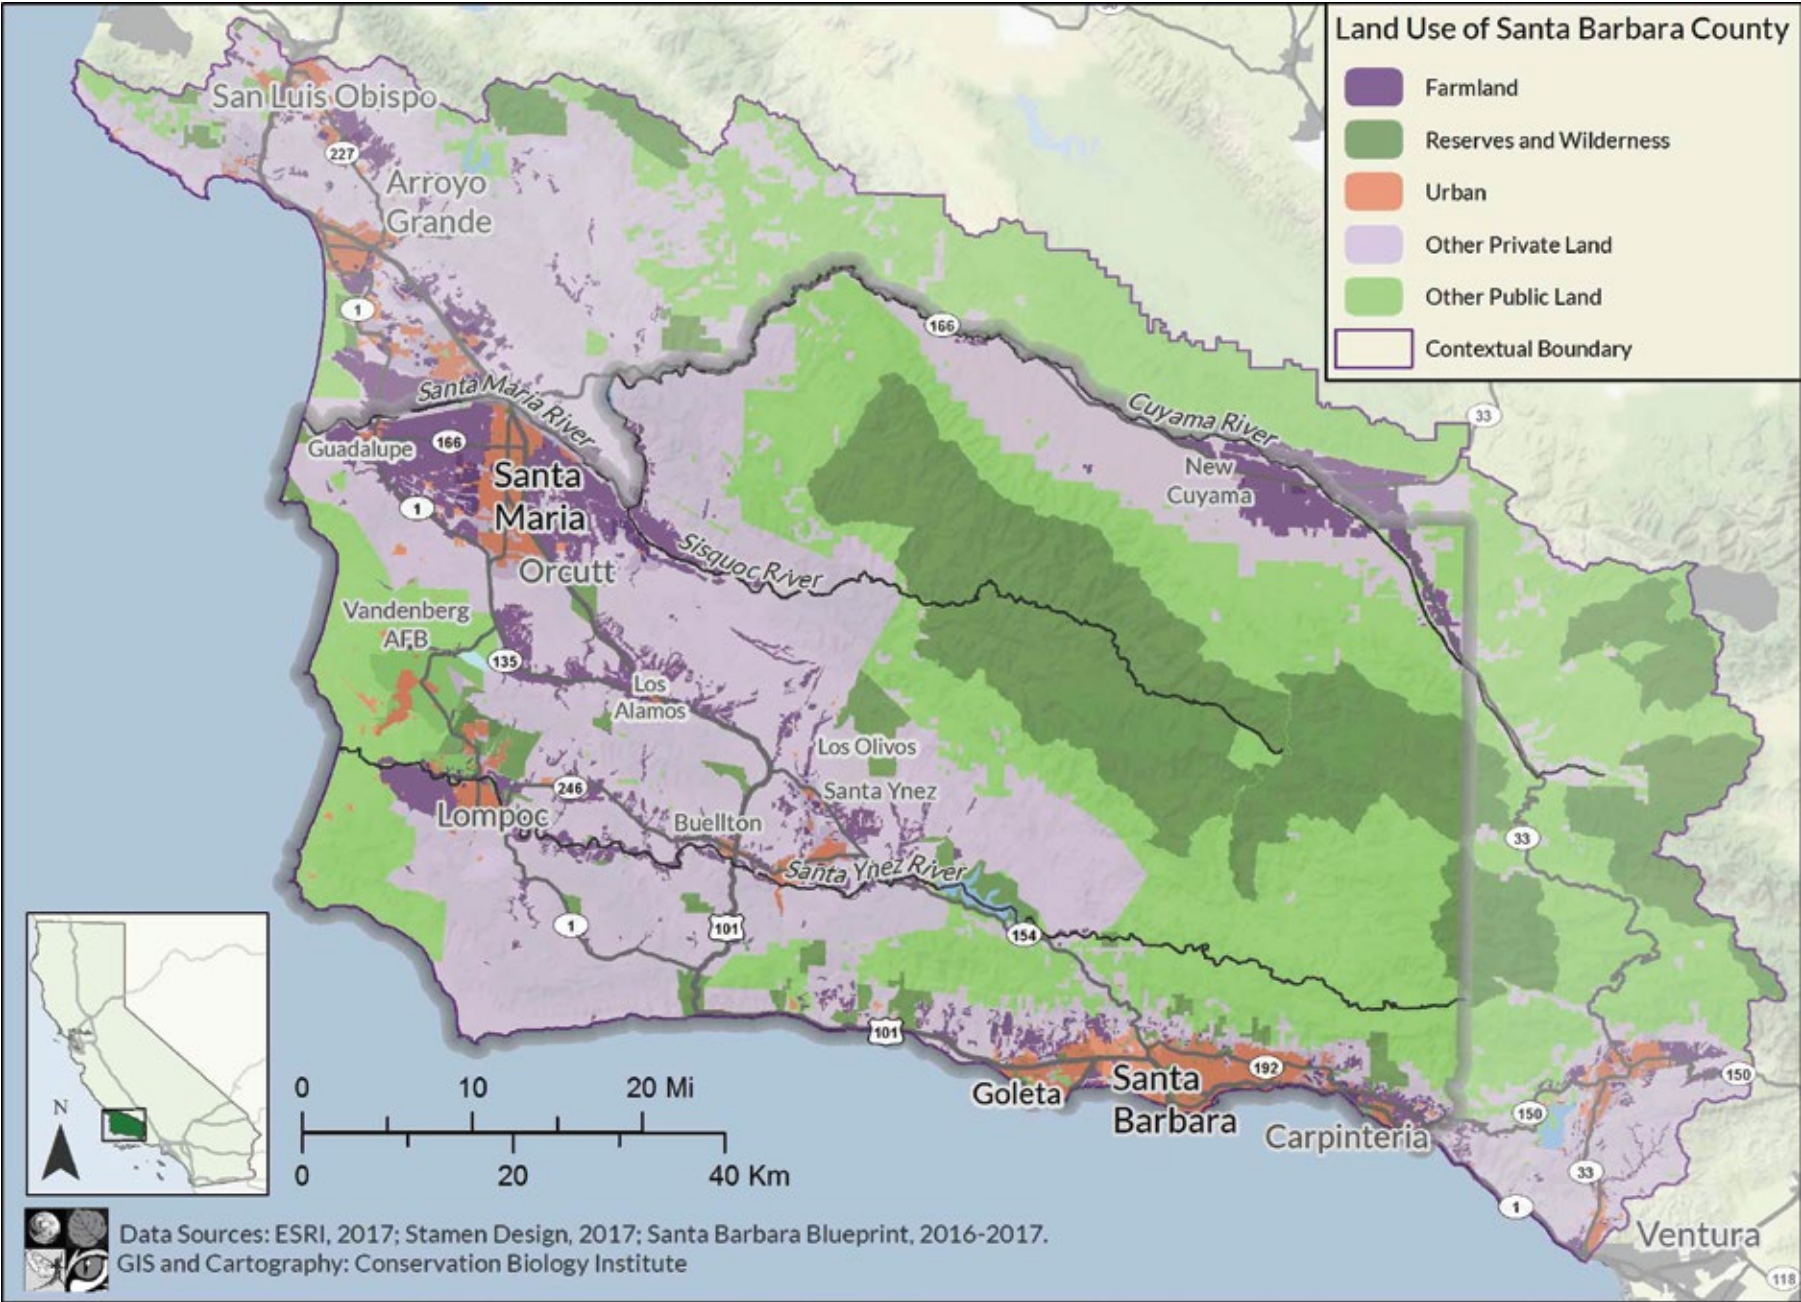 Land Use of Santa Barbara County
Farmland
Reserves and Wilderness
Urban
Other Private Land
Other Public Land
Contextual Boundary
San Luis Obispo
227
Arroyo
Grande
1
166
33
Santa Maria River
Cuyama River
Guadalupe
166
Santa
Maria
New
Cuyama
1
Sisquoc River
Orcutt
Vandenberg
AFB
135
Los
Alamos
Los Olivos
246
Santa Ynez
Lompoc
Buellton
33
Santa Ynez River
1
101
154
101
192
Goleta
Santa
Barbara
150
150
Carpinteria
33
1
Ventura
118
N
0 10 20 Mi
0 20 40 Km
Data Sources: ESRI, 2017; Stamen Design, 2017; Santa Barbara Blueprint, 2016-2017.
GIS and Cartography: Conservation Biology Institute